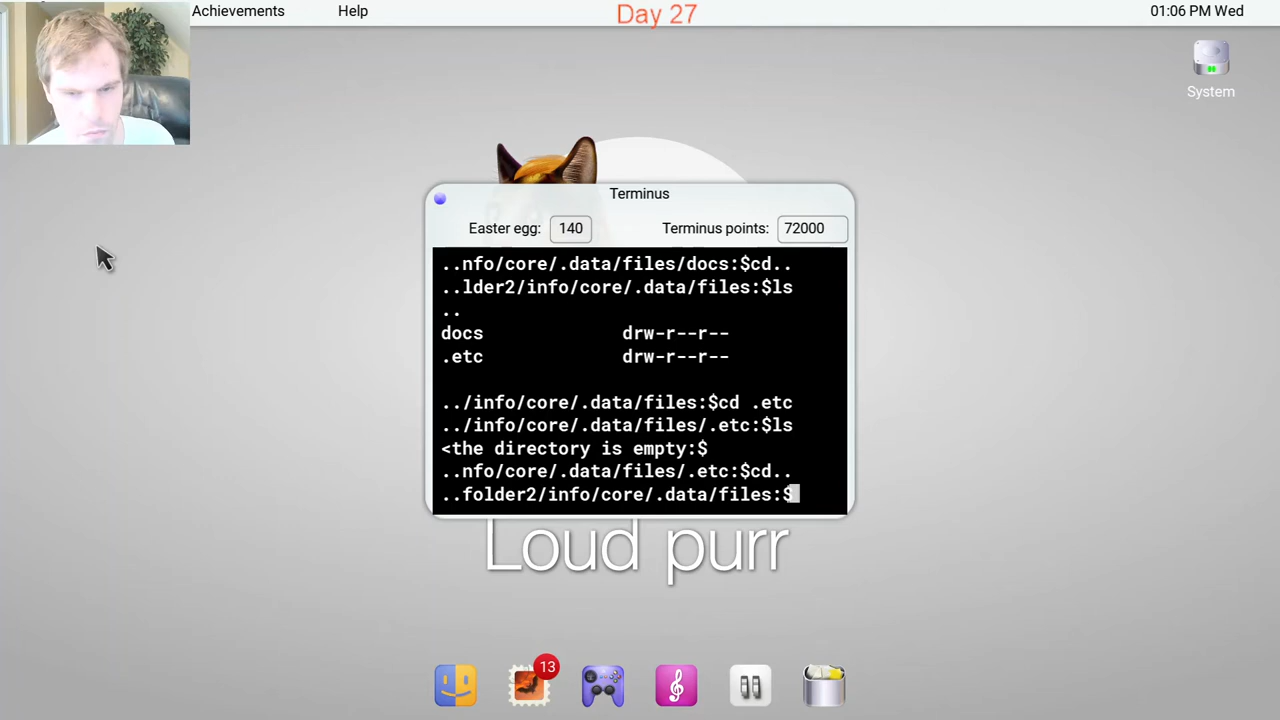 Achievements
Help
Day 27
01:06 PM Wed
System
Terminus
Easter egg: 140
Terminus points: 72000
..nfo/core/.data/files/docs:$cd..
..lder2/info/core/.data/files:$ls
..
docs drw-r--r--
.etc drw-r--r--
../info/core/.data/files:$cd .etc
../info/core/.data/files/.etc:$ls
<the directory is empty:$
..nfo/core/.data/files/.etc:$cd..
..folder2/info/core/.data/files:$
Loud purr
13